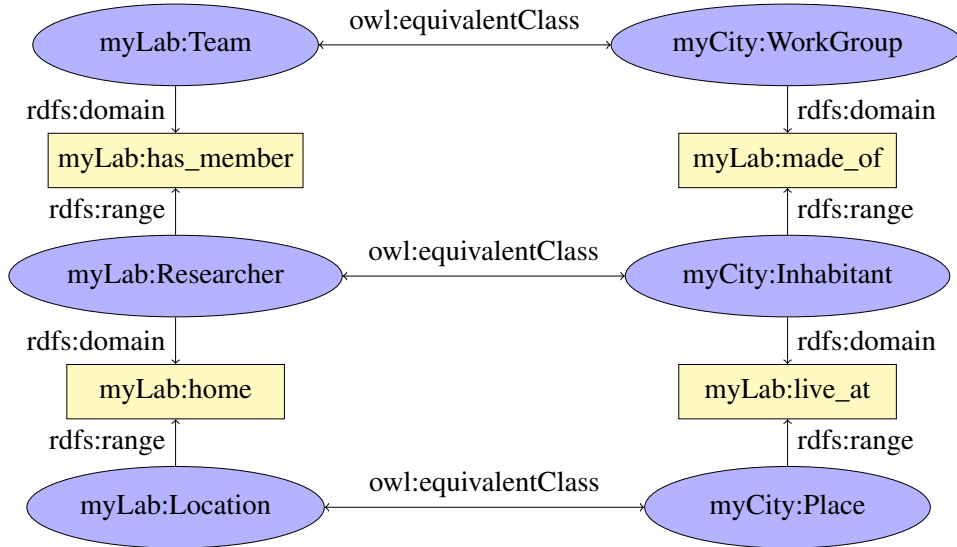 myLab:Team
owl:equivalentClass
myCity:WorkGroup
rdfs:domain
rdfs:domain
myLab:has_member
myLab:made_of
rdfs:range
rdfs:range
myLab:Researcher
owl:equivalentClass
myCity:Inhabitant
rdfs:domain
rdfs:domain
myLab:home
myLab:live_at
rdfs:range
rdfs:range
myLab:Location
owl:equivalentClass
myCity:Place